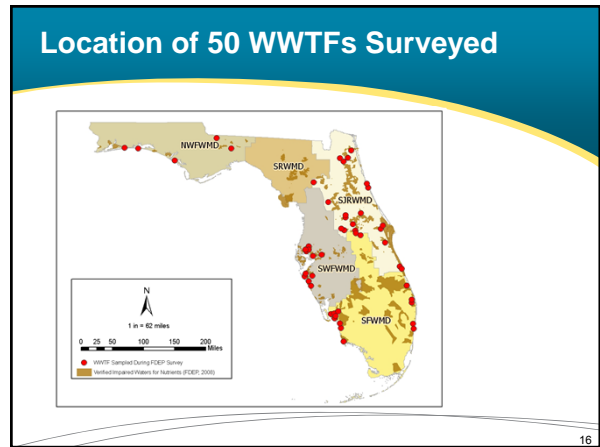 Location of 50 WWTFs Surveyed
NWFWMD
SRWMD
SJRWMD
SWFWMD
SFWMD
N
1 in = 62 miles
0 25 50 100 150 200
Miles
WWTF Sampled During FDEP Survey
Verified Impaired Waters for Nutrients (FDEP, 2008)
16